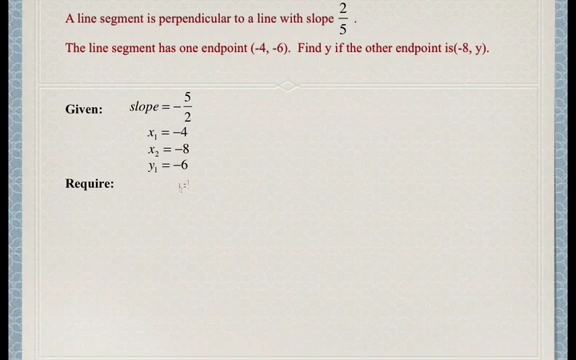 A line segment is perpendicular to a line with slope 2/5 .
The line segment has one endpoint (-4, -6). Find y if the other endpoint is(-8, y).
Given: slope = −5/2
x₁ = −4
x₂ = −8
y₁ = −6
Require: